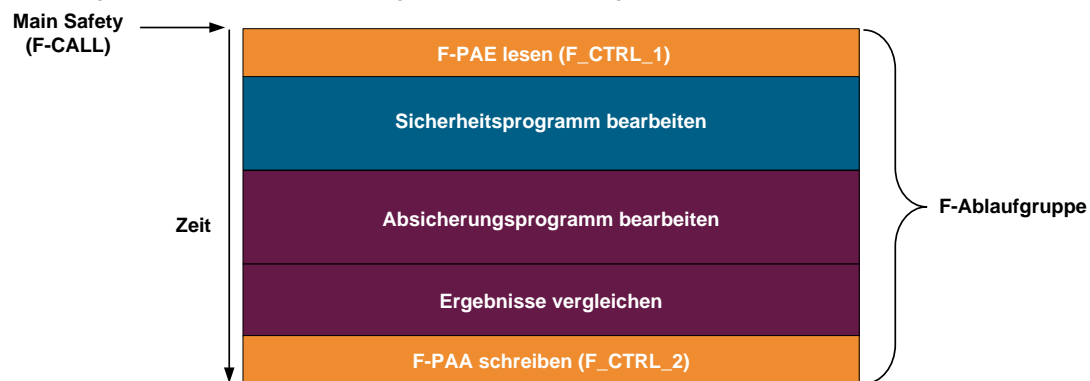 Main Safety
(F-CALL)
F-PAE lesen (F_CTRL_1)
Sicherheitsprogramm bearbeiten
Absicherungsprogramm bearbeiten
Zeit
F-Ablaufgruppe
Ergebnisse vergleichen
F-PAA schreiben (F_CTRL_2)